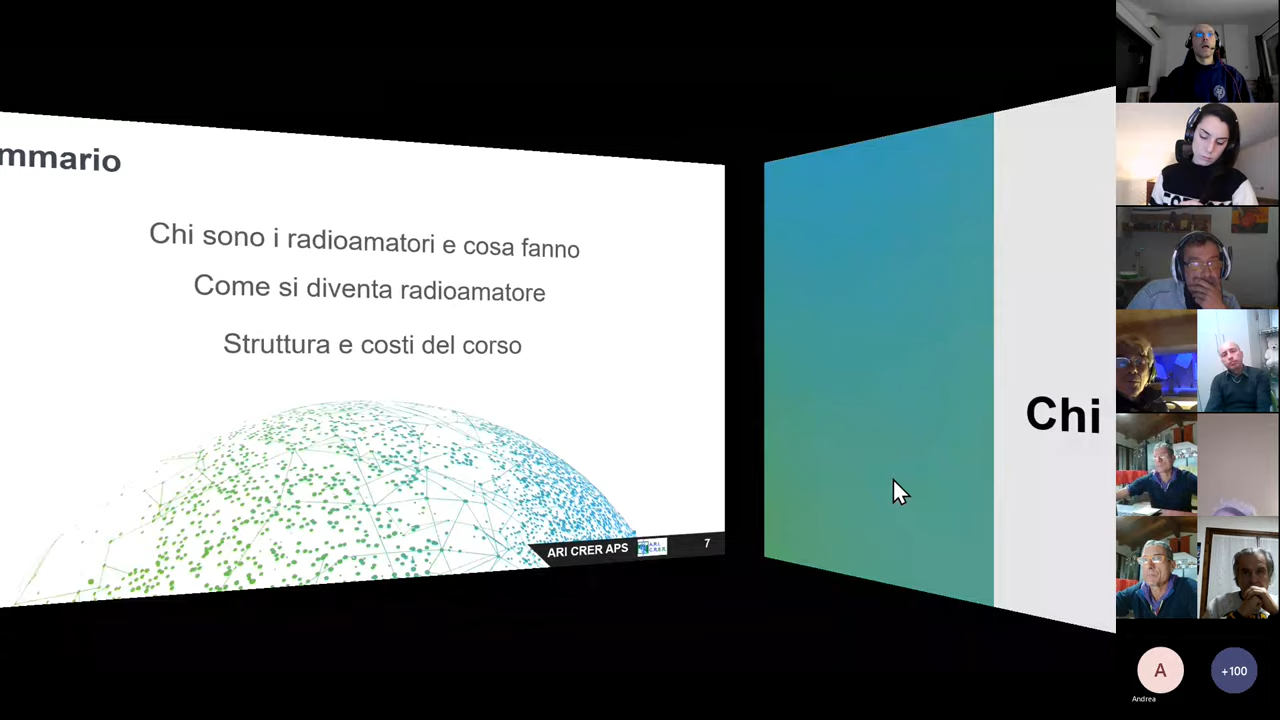 mmario
Chi sono i radioamatori e cosa fanno
Come si diventa radioamatore
Struttura e costi del corso
ARI CRER APS
A.R.I.
C.R.E.R.
7
Chi
A
Andrea
+100